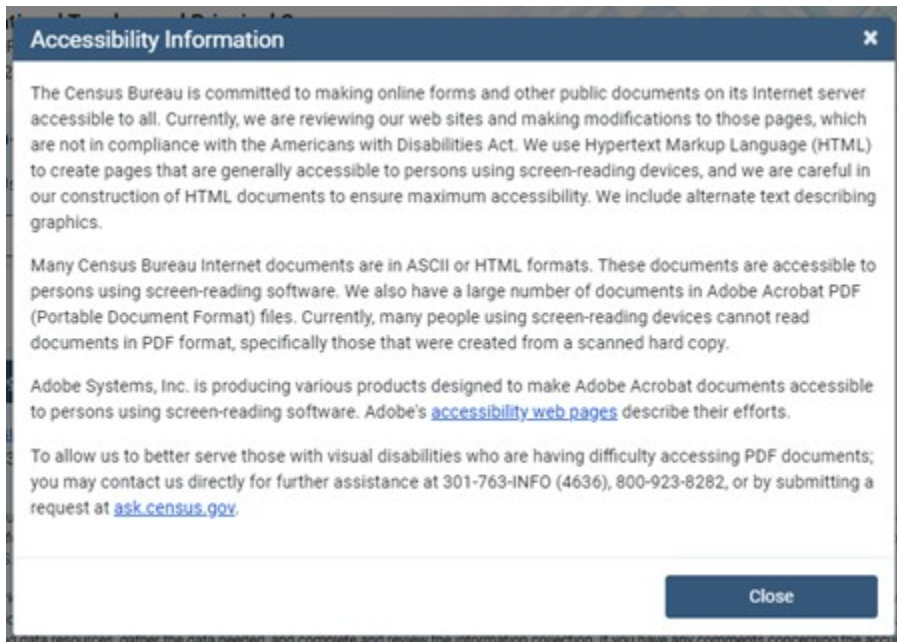 Accessibility Information
The Census Bureau is committed to making online forms and other public documents on its Internet server
accessible to all. Currently, we are reviewing our web sites and making modifications to those pages, which
are not in compliance with the Americans with Disabilities Act. We use Hypertext Markup Language (HTML)
to create pages that are generally accessible to persons using screen-reading devices, and we are careful in
our construction of HTML documents to ensure maximum accessibility. We include alternate text describing
graphics.
Many Census Bureau Internet documents are in ASCII or HTML formats. These documents are accessible to
persons using screen-reading software. We also have a large number of documents in Adobe Acrobat PDF
(Portable Document Format) files. Currently, many people using screen-reading devices cannot read
documents in PDF format, specifically those that were created from a scanned hard copy.
Adobe Systems, Inc. is producing various products designed to make Adobe Acrobat documents accessible
to persons using screen-reading software. Adobe's accessibility web pages describe their efforts.
To allow us to better serve those with visual disabilities who are having difficulty accessing PDF documents;
you may contact us directly for further assistance at 301-763-INFO (4636), 800-923-8282, or by submitting a
request at ask.census.gov.
Close